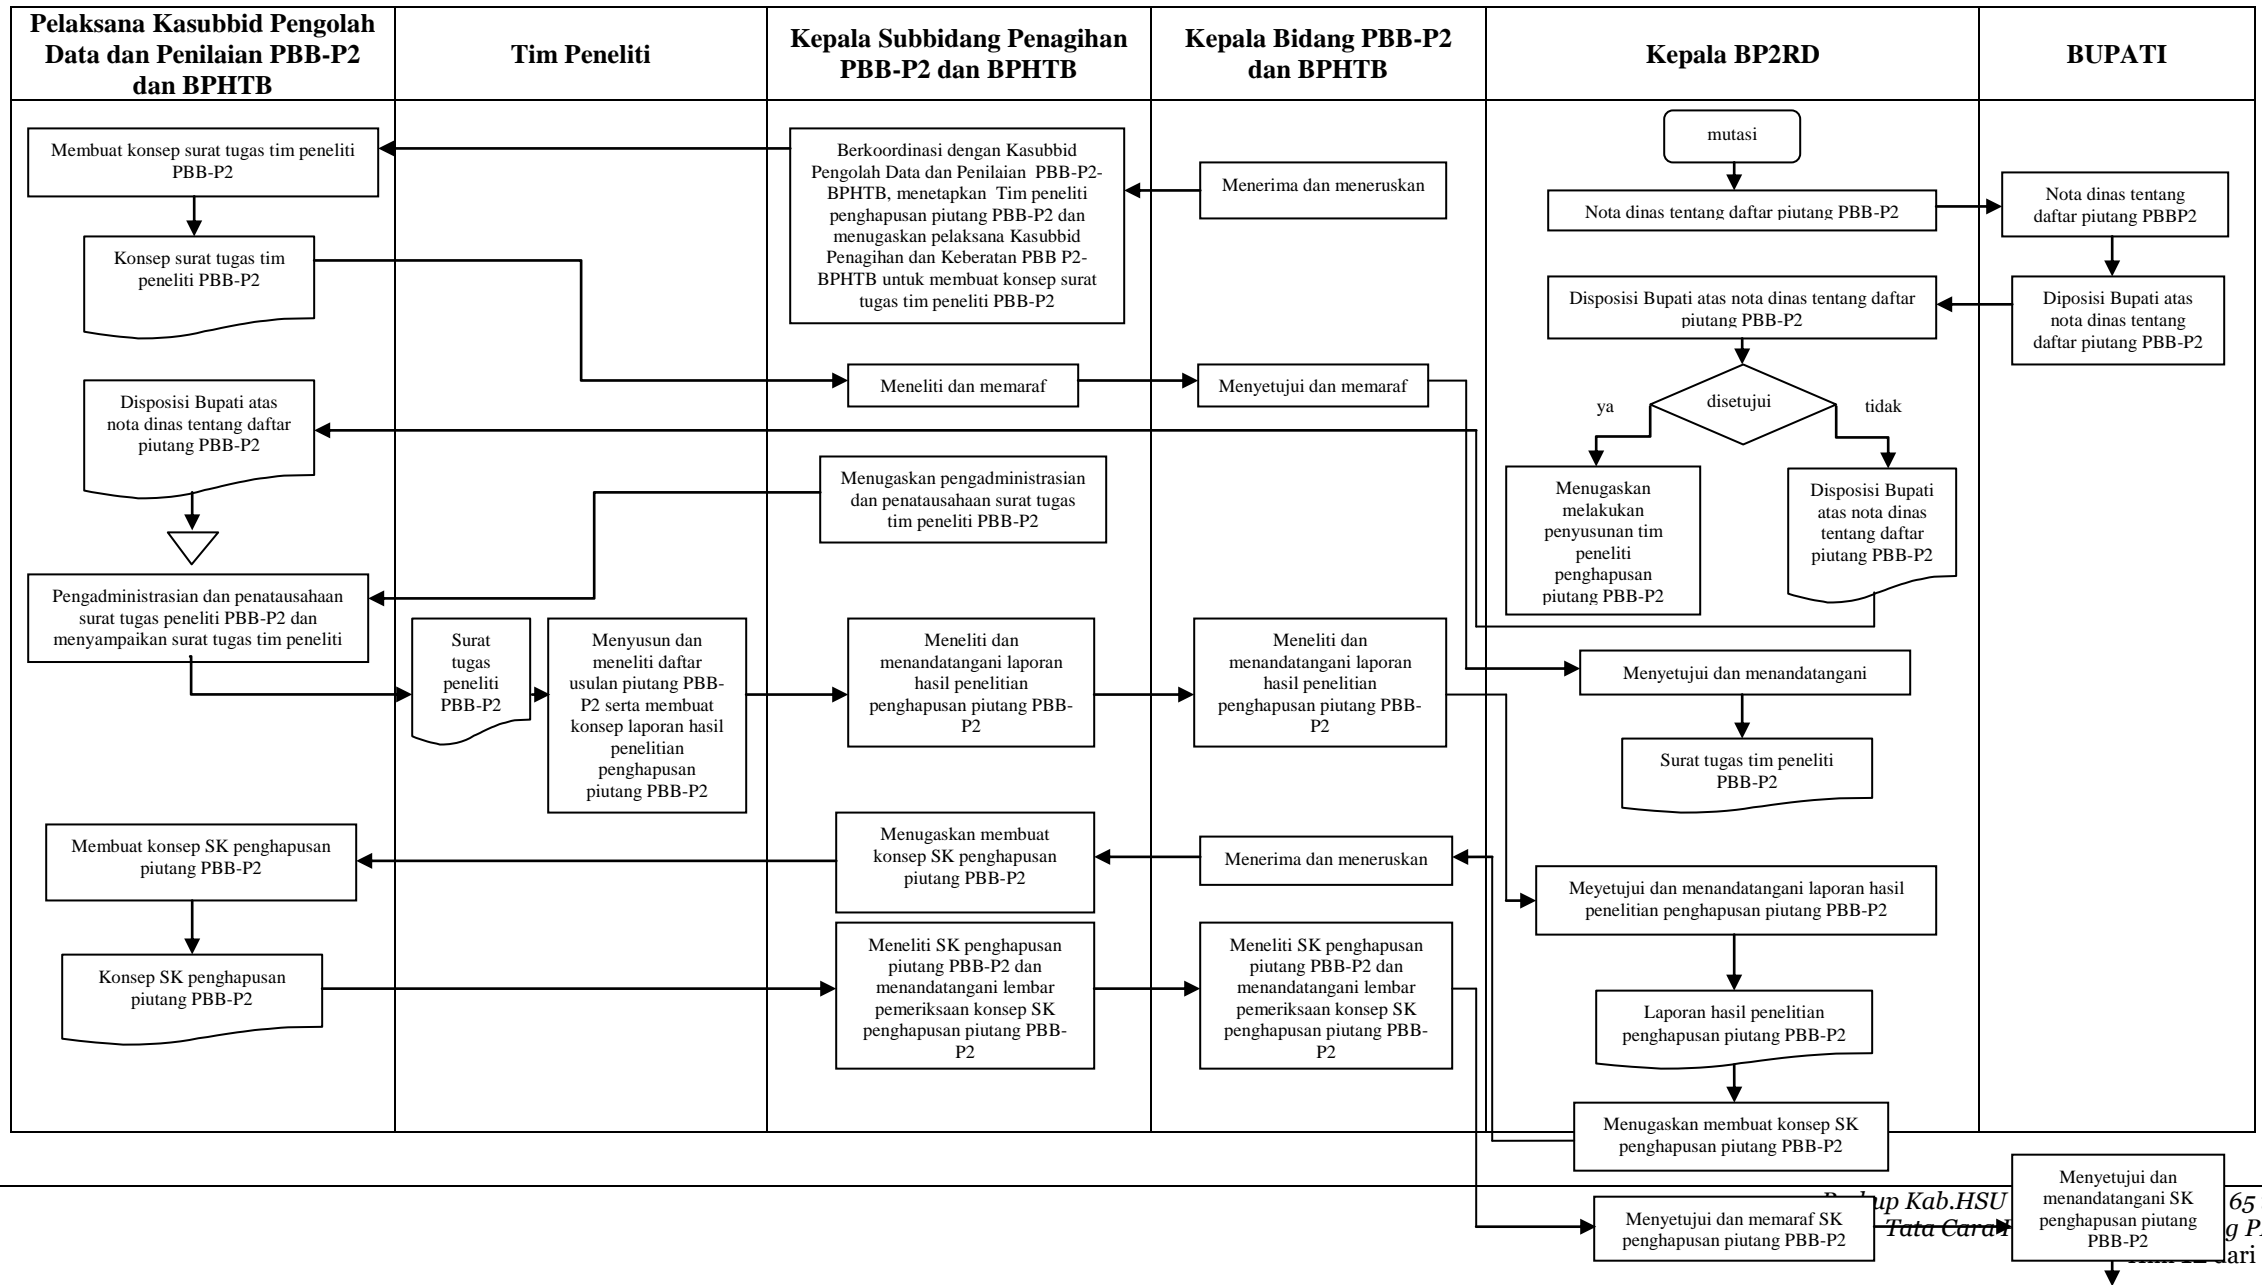 Pelaksana Kasubbid Pengolah
Data dan Penilaian PBB-P2
dan BPHTB
Tim Peneliti
Kepala Subbidang Penagihan
PBB-P2 dan BPHTB
Kepala Bidang PBB-P2
dan BPHTB
Kepala BP2RD
BUPATI
mutasi
Nota dinas tentang daftar piutang PBB-P2
Nota dinas tentang
daftar piutang PBBP2
Diposisi Bupati atas
nota dinas tentang
daftar piutang PBB-P2
Disposisi Bupati atas nota dinas tentang daftar
piutang PBB-P2
disetujui
ya
tidak
Menugaskan
melakukan
penyusunan tim
peneliti
penghapusan
piutang PBB-P2
Disposisi Bupati
atas nota dinas
tentang daftar
piutang PBB-P2
Menerima dan meneruskan
Berkoordinasi dengan Kasubbid
Pengolah Data dan Penilaian PBB-P2-
BPHTB, menetapkan Tim peneliti
penghapusan piutang PBB-P2 dan
menugaskan pelaksana Kasubbid
Penagihan dan Keberatan PBB P2-
BPHTB untuk membuat konsep surat
tugas tim peneliti PBB-P2
Membuat konsep surat tugas tim peneliti
PBB-P2
Konsep surat tugas tim
peneliti PBB-P2
Meneliti dan memaraf
Menyetujui dan memaraf
Disposisi Bupati atas
nota dinas tentang daftar
piutang PBB-P2
Menugaskan pengadministrasian
dan penatausahaan surat tugas
tim peneliti PBB-P2
Pengadministrasian dan penatausahaan
surat tugas peneliti PBB-P2 dan
menyampaikan surat tugas tim peneliti
Surat
tugas
peneliti
PBB-P2
Menyusun dan
meneliti daftar
usulan piutang PBB-
P2 serta membuat
konsep laporan hasil
penelitian
penghapusan
piutang PBB-P2
Meneliti dan
menandatangani laporan
hasil penelitian
penghapusan piutang PBB-
P2
Meneliti dan
menandatangani laporan
hasil penelitian
penghapusan piutang PBB-
P2
Menyetujui dan menandatangani
Surat tugas tim peneliti
PBB-P2
Meyetujui dan menandatangani laporan hasil
penelitian penghapusan piutang PBB-P2
Laporan hasil penelitian
penghapusan piutang PBB-P2
Menugaskan membuat konsep SK
penghapusan piutang PBB-P2
Menerima dan meneruskan
Menugaskan membuat
konsep SK penghapusan
piutang PBB-P2
Membuat konsep SK penghapusan
piutang PBB-P2
Konsep SK penghapusan
piutang PBB-P2
Meneliti SK penghapusan
piutang PBB-P2 dan
menandatangani lembar
pemeriksaan konsep SK
penghapusan piutang PBB-
P2
Meneliti SK penghapusan
piutang PBB-P2 dan
menandatangani lembar
pemeriksaan konsep SK
penghapusan piutang PBB-
P2
Menyetujui dan memaraf SK
penghapusan piutang PBB-P2
Menyetujui dan
menandatangani SK
penghapusan piutang
PBB-P2
Kab.HSU 65
Tata Cara